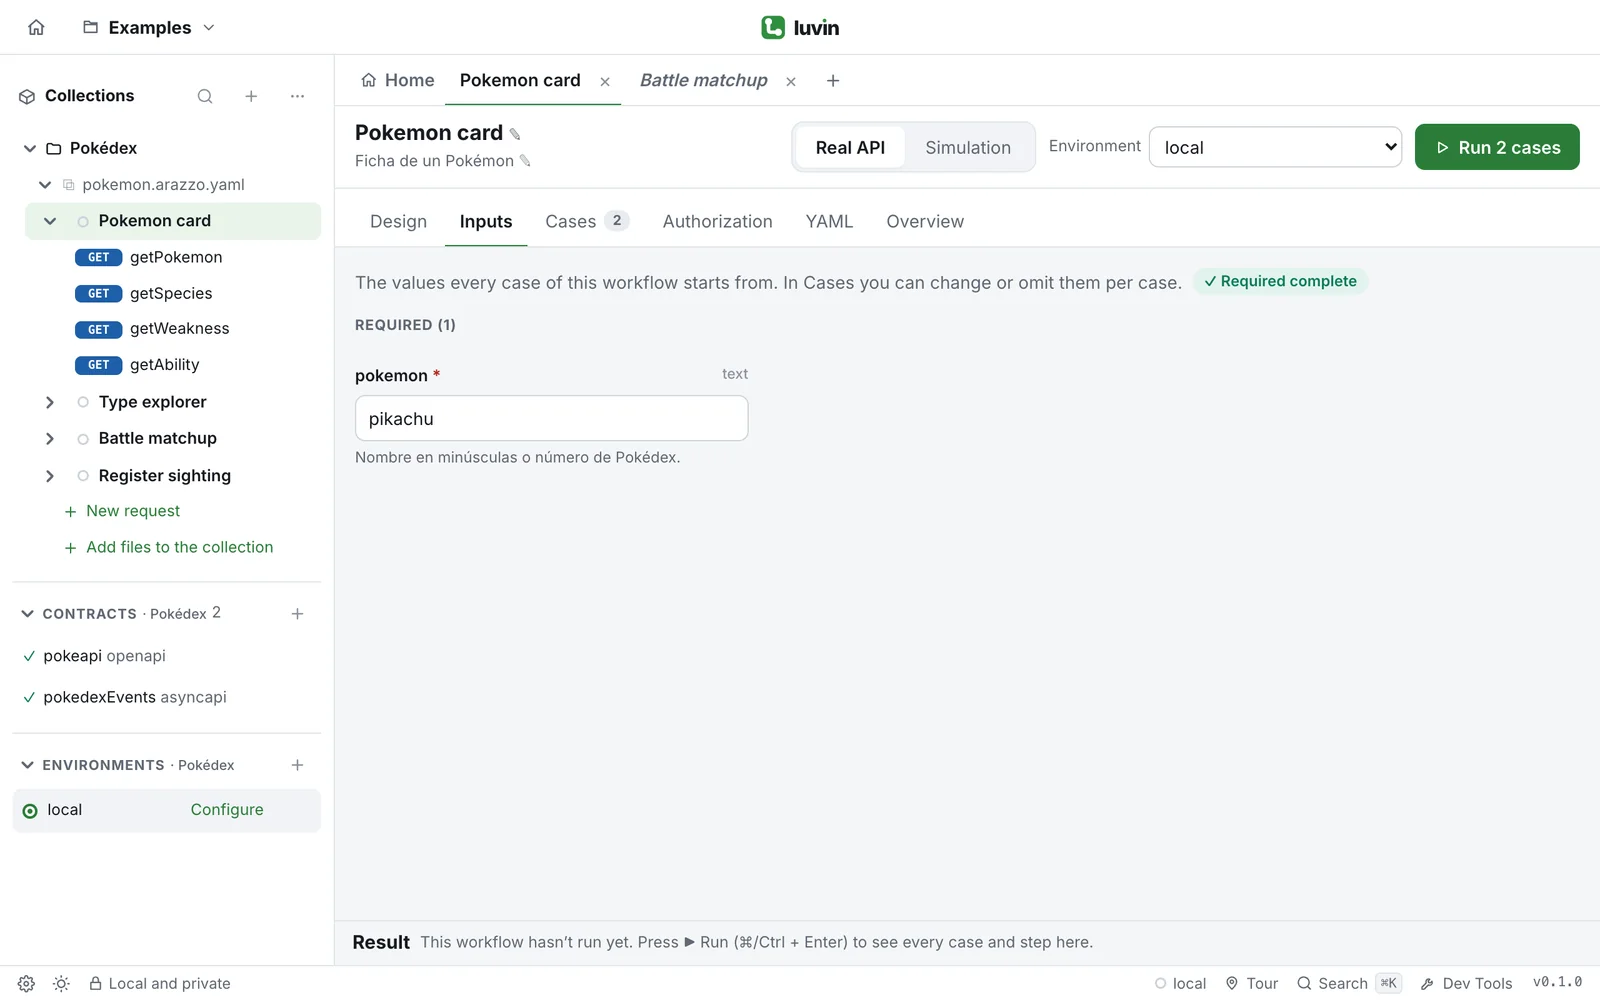 Examples
luvin
Collections
Pokédex
pokemon.arazzo.yaml
Pokemon card
GET getPokemon
GET getSpecies
GET getWeakness
GET getAbility
Type explorer
Battle matchup
Register sighting
+ New request
+ Add files to the collection
CONTRACTS · Pokédex 2
pokeapi openapi
pokedexEvents asyncapi
ENVIRONMENTS · Pokédex
local Configure
Home Pokemon card Battle matchup
Pokemon card
Ficha de un Pokémon
Real API Simulation Environment local Run 2 cases
Design Inputs Cases 2 Authorization YAML Overview
The values every case of this workflow starts from. In Cases you can change or omit them per case. ✓ Required complete
REQUIRED (1)
pokemon * text
pikachu
Nombre en minúsculas o número de Pokédex.
Result This workflow hasn’t run yet. Press ▶ Run (⌘/Ctrl + Enter) to see every case and step here.
Local and private local Tour Search ⌘K Dev Tools v0.1.0